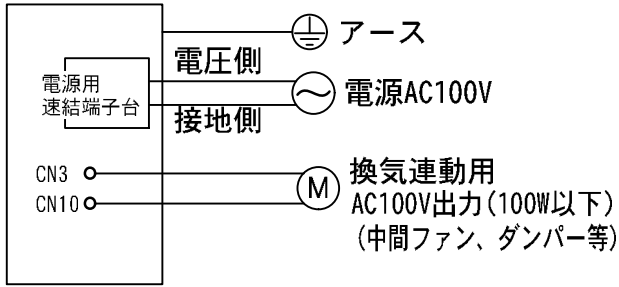 アース
電圧側
電源用
速結端子台
電源AC100V
接地側
CN3
CN10
M
換気連動用
AC100V出力(100W以下)
(中間ファン、ダンパー等)